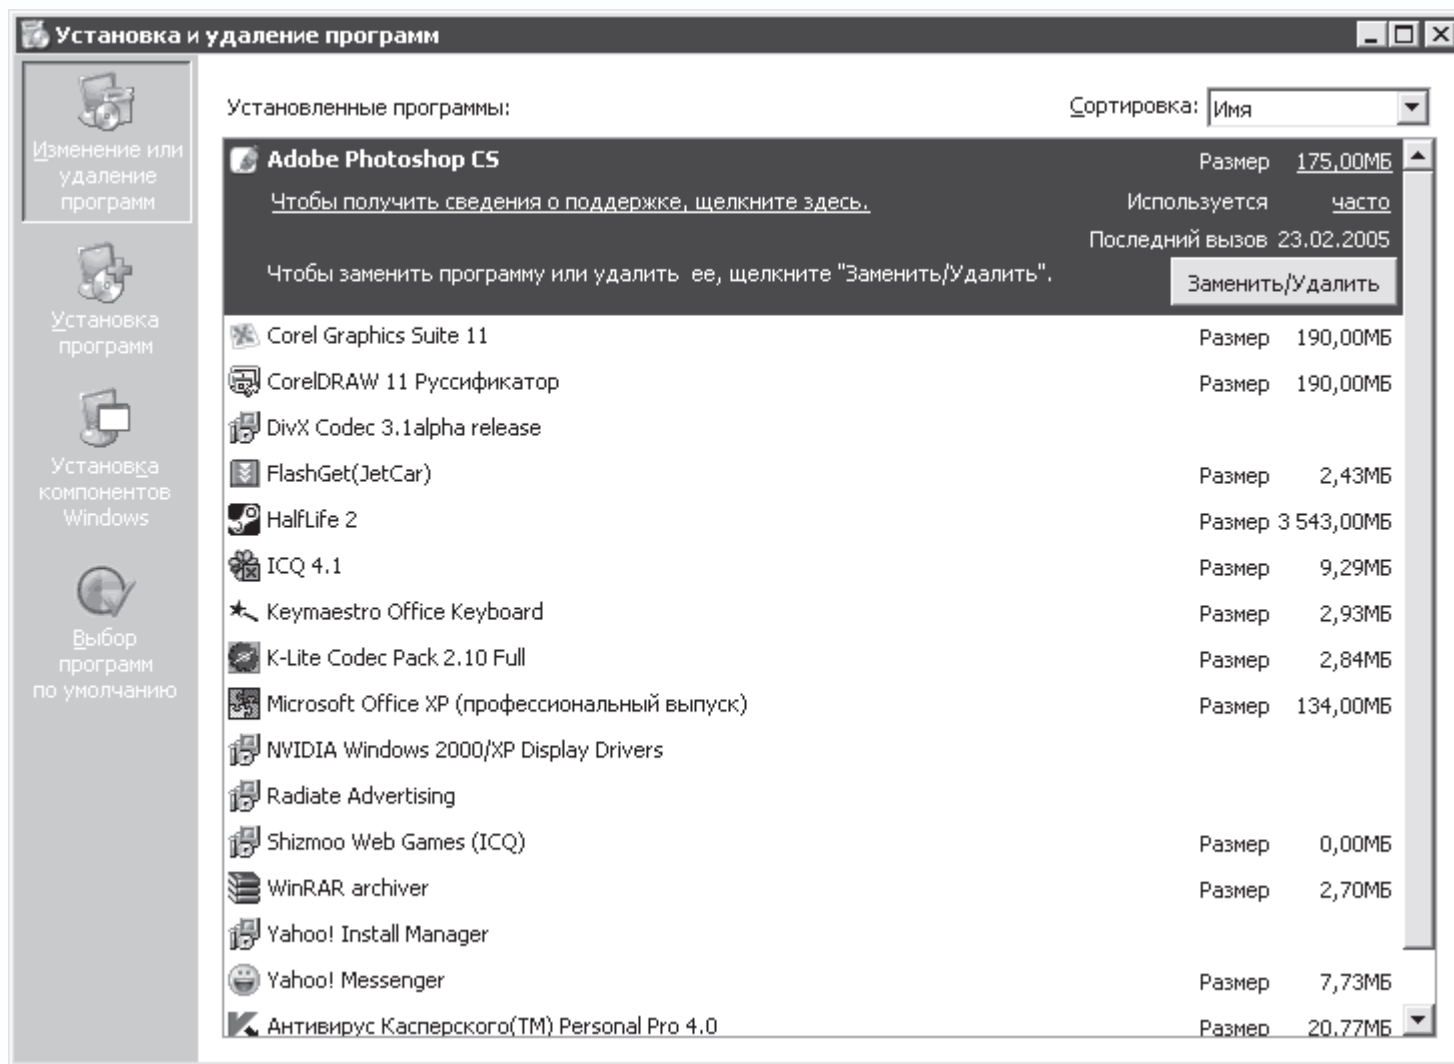 Установка и удаление программ
Изменение или
удаление
программ
Установка
программ
Установка
компонентов
Windows
Выбор
программ
по умолчанию
Установленные программы:
Сортировка: Имя
Adobe Photoshop CS Размер 175,00МБ
Чтобы получить сведения о поддержке, щелкните здесь. Используется часто
Последний вызов 23.02.2005
Чтобы заменить программу или удалить ее, щелкните "Заменить/Удалить". Заменить/Удалить
Corel Graphics Suite 11 Размер 190,00МБ
CorelDRAW 11 Руссификатор Размер 190,00МБ
DivX Codec 3.1alpha release
FlashGet(JetCar) Размер 2,43МБ
HalfLife 2 Размер 3 543,00МБ
ICQ 4.1 Размер 9,29МБ
Keymaestro Office Keyboard Размер 2,93МБ
K-Lite Codec Pack 2.10 Full Размер 2,84МБ
Microsoft Office XP (профессиональный выпуск) Размер 134,00МБ
NVIDIA Windows 2000/XP Display Drivers
Radiate Advertising
Shizmoo Web Games (ICQ) Размер 0,00МБ
WinRAR archiver Размер 2,70МБ
Yahoo! Install Manager
Yahoo! Messenger Размер 7,73МБ
Антивирус Касперского(TM) Personal Pro 4.0 Размер 20,77МБ